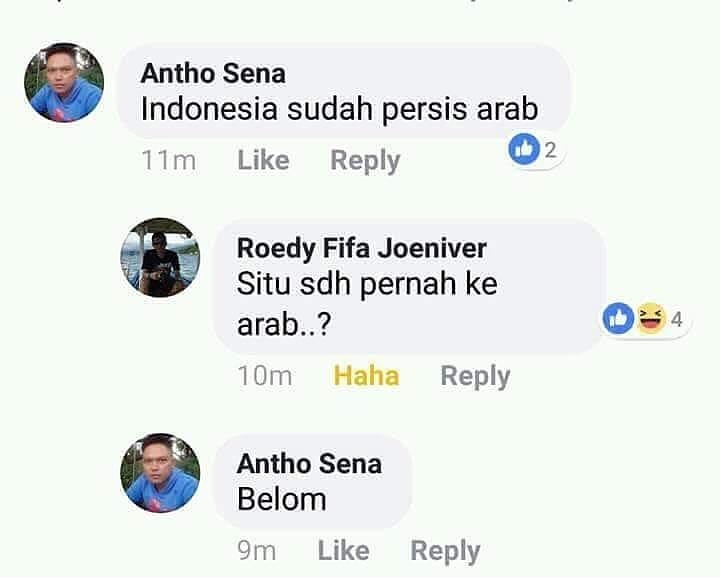 Antho Sena
Indonesia sudah persis arab
11m Like Reply 2
Roedy Fifa Joeniver
Situ sdh pernah ke
arab..?
4
10m Haha Reply
Antho Sena
Belom
9m Like Reply